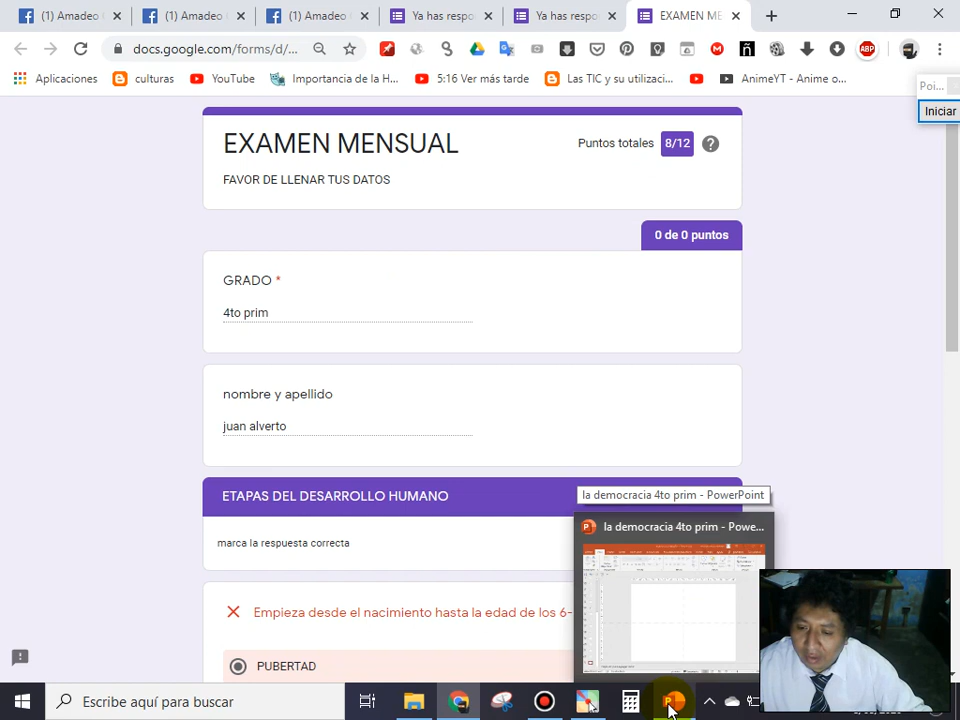 (1) Amadeo
(1) Amadeo
(1) Amadeo
Ya has respo
Ya has respo
EXAMEN ME
docs.google.com/forms/d/...
Aplicaciones
culturas
YouTube
Importancia de la H...
5:16 Ver más tarde
Las TIC y su utilizaci...
AnimeYT - Anime o...
Poi...
Iniciar
EXAMEN MENSUAL
Puntos totales
8/12
FAVOR DE LLENAR TUS DATOS
0 de 0 puntos
GRADO *
4to prim
nombre y apellido
juan alverto
ETAPAS DEL DESARROLLO HUMANO
la democracia 4to prim - PowerPoint
la democracia 4to prim - Powe...
marca la respuesta correcta
Empieza desde el nacimiento hasta la edad de los 6-
PUBERTAD
Escribe aquí para buscar